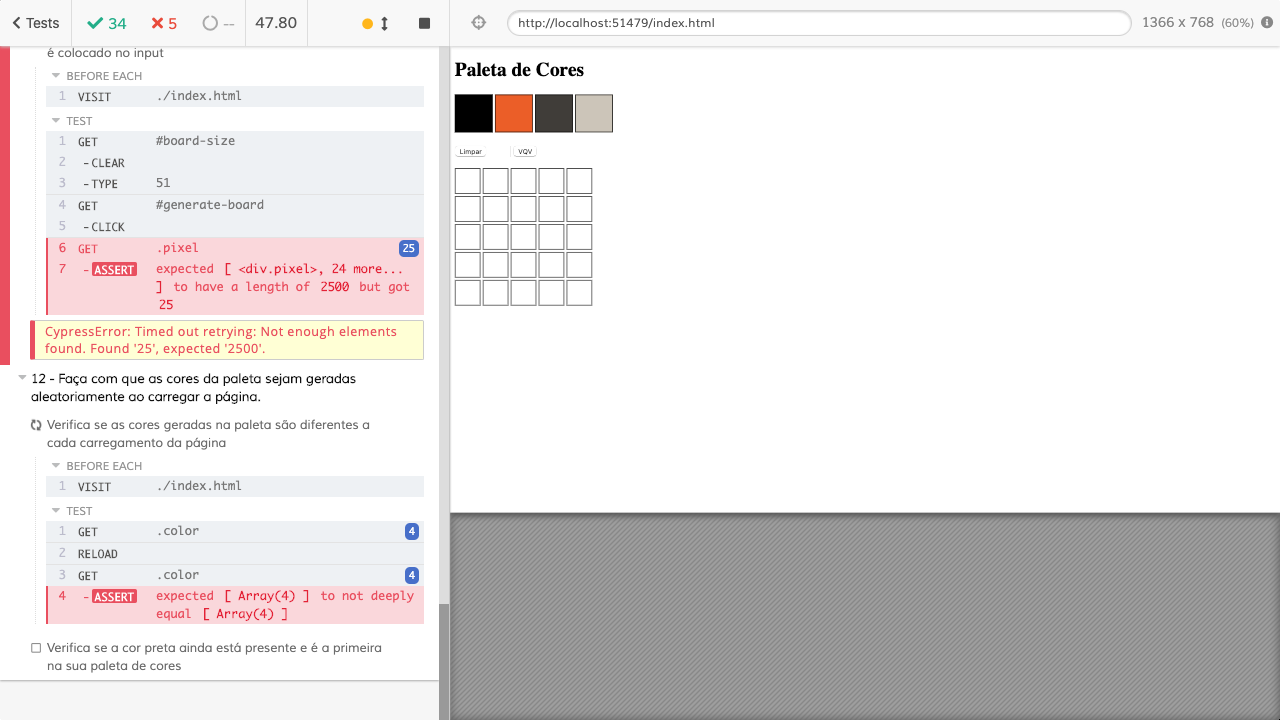 Tests 34 5 -- 47.80
http://localhost:51479/index.html 1366 x 768 (60%)
é colocado no input
BEFORE EACH
1 VISIT ./index.html
TEST
1 GET #board-size
2 -CLEAR
3 -TYPE 51
4 GET #generate-board
5 -CLICK
6 GET .pixel 25
7 -ASSERT expected [ <div.pixel>, 24 more...
] to have a length of 2500 but got
25
CypressError: Timed out retrying: Not enough elements
found. Found '25', expected '2500'.
12 - Faça com que as cores da paleta sejam geradas
aleatoriamente ao carregar a página.
Verifica se as cores geradas na paleta são diferentes a
cada carregamento da página
BEFORE EACH
1 VISIT ./index.html
TEST
1 GET .color 4
2 RELOAD
3 GET .color 4
4 -ASSERT expected [ Array(4) ] to not deeply
equal [ Array(4) ]
Verifica se a cor preta ainda está presente e é a primeira
na sua paleta de cores
Paleta de Cores
Limpar VQV